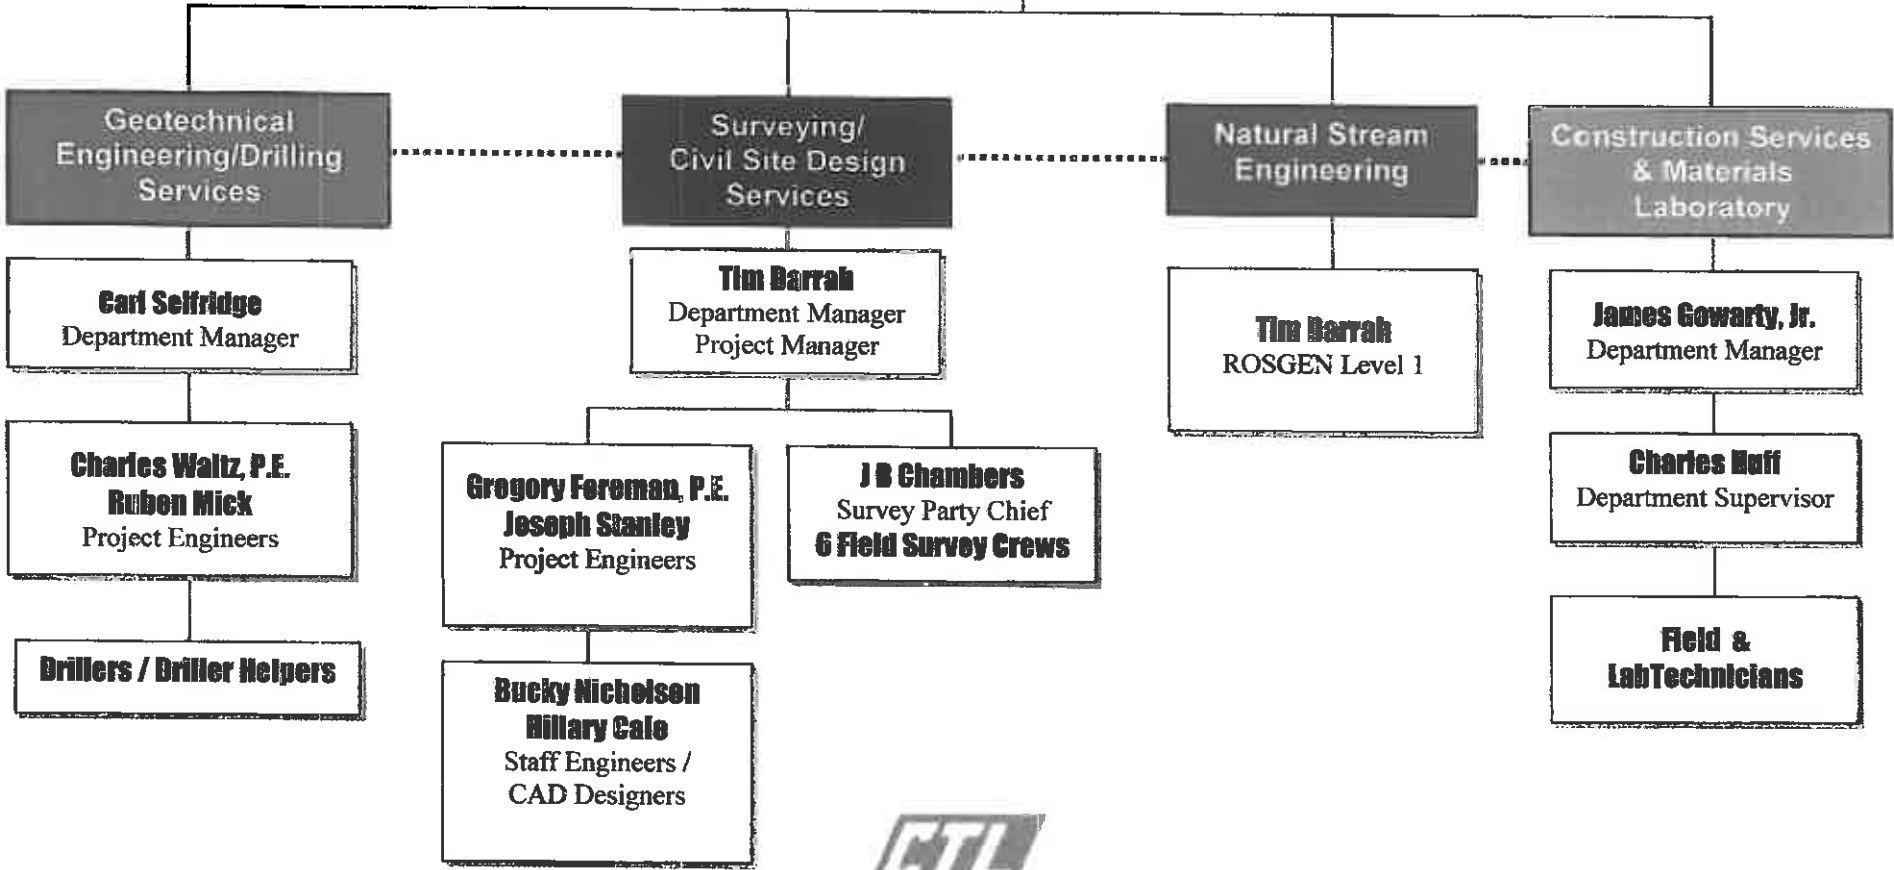 Geotechnical
Engineering/Drilling
Services
Surveying/
Civil Site Design
Services
Natural Stream
Engineering
Construction Services
& Materials
Laboratory
Carl Selfridge
Department Manager
Charles Waltz, P.E.
Ruben Mick
Project Engineers
Drillers / Driller Helpers
Tim Darrah
Department Manager
Project Manager
Gregory Foreman, P.E.
Joseph Stanley
Project Engineers
Bucky Nicholson
Hillary Cale
Staff Engineers /
CAD Designers
J B Chambers
Survey Party Chief
6 Field Survey Crews
Tim Darrah
ROSGEN Level 1
James Gowarty, Jr.
Department Manager
Charles Huff
Department Supervisor
Field &
LabTechnicians
CTL